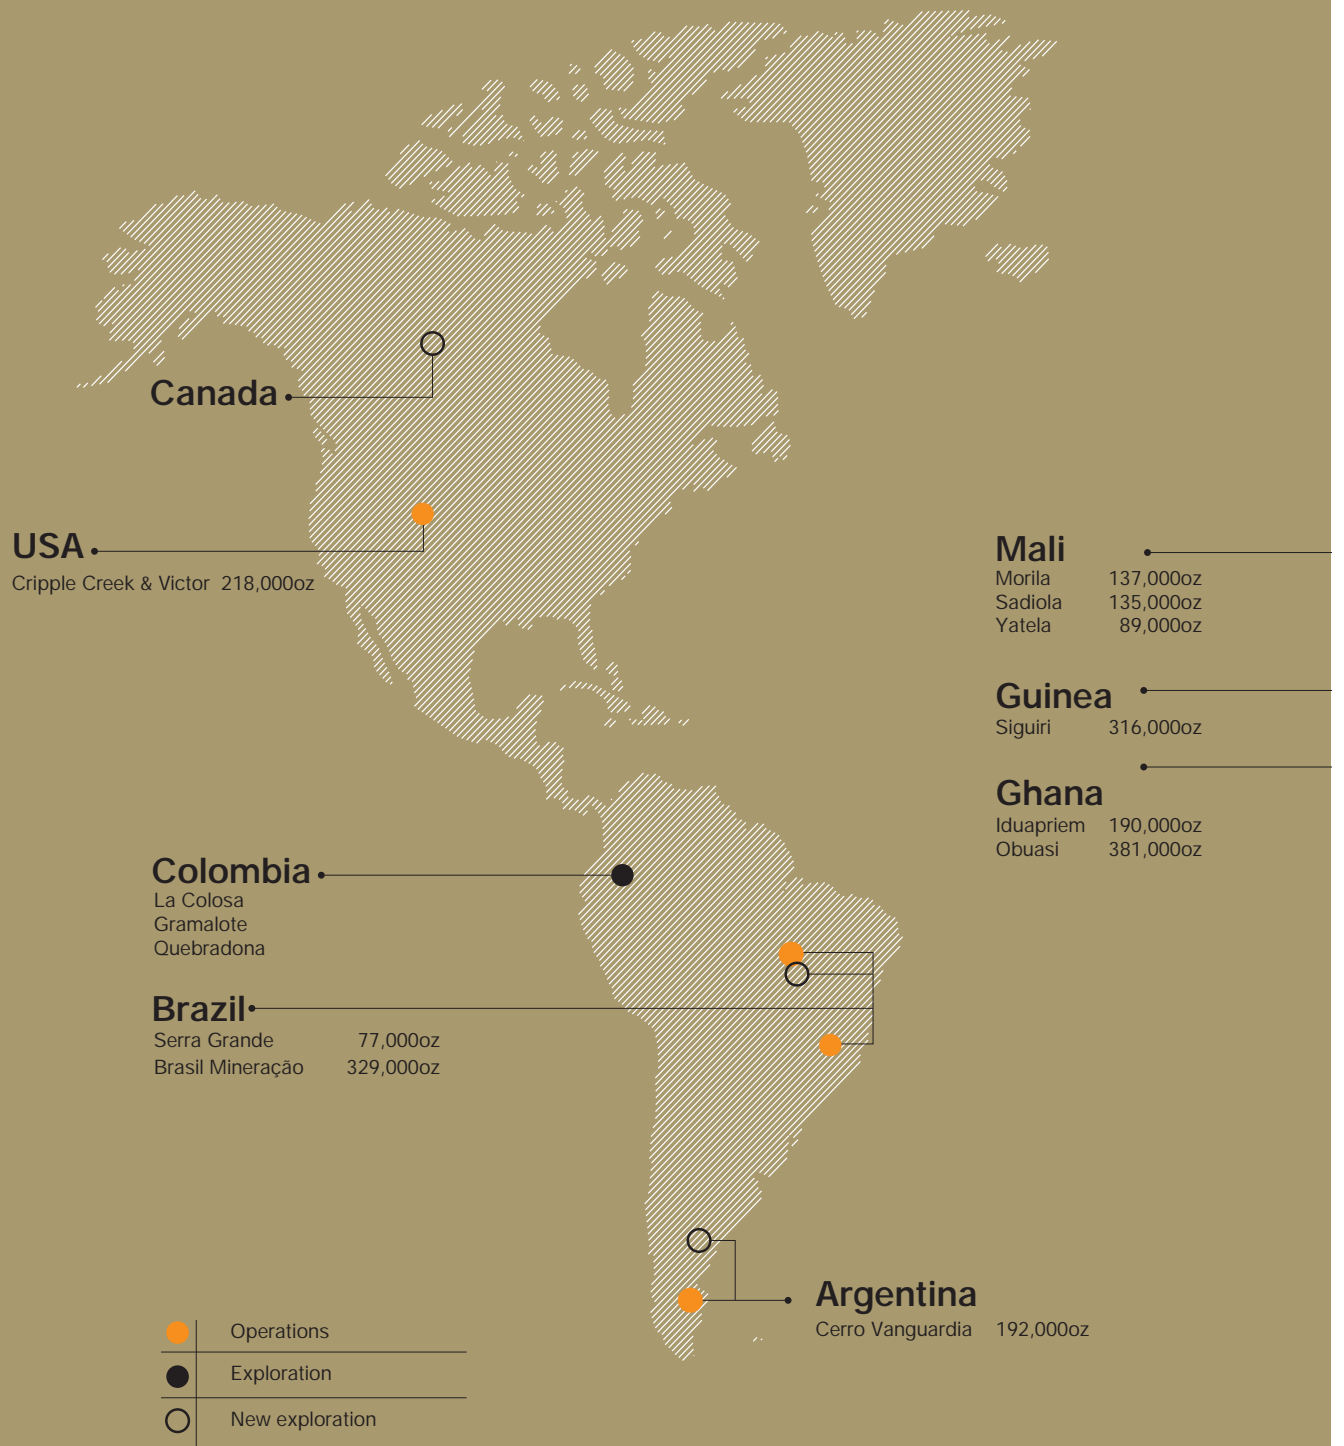 Canada
USA
Cripple Creek & Victor 218,000oz
Mali
Morila 137,000oz
Sadiola 135,000oz
Yatela 89,000oz
Guinea
Siguiri 316,000oz
Ghana
Iduapriem 190,000oz
Obuasi 381,000oz
Colombia
La Colosa
Gramalote
Quebradona
Brazil
Serra Grande 77,000oz
Brasil Mineração 329,000oz
Argentina
Cerro Vanguardia 192,000oz
Operations
Exploration
New exploration